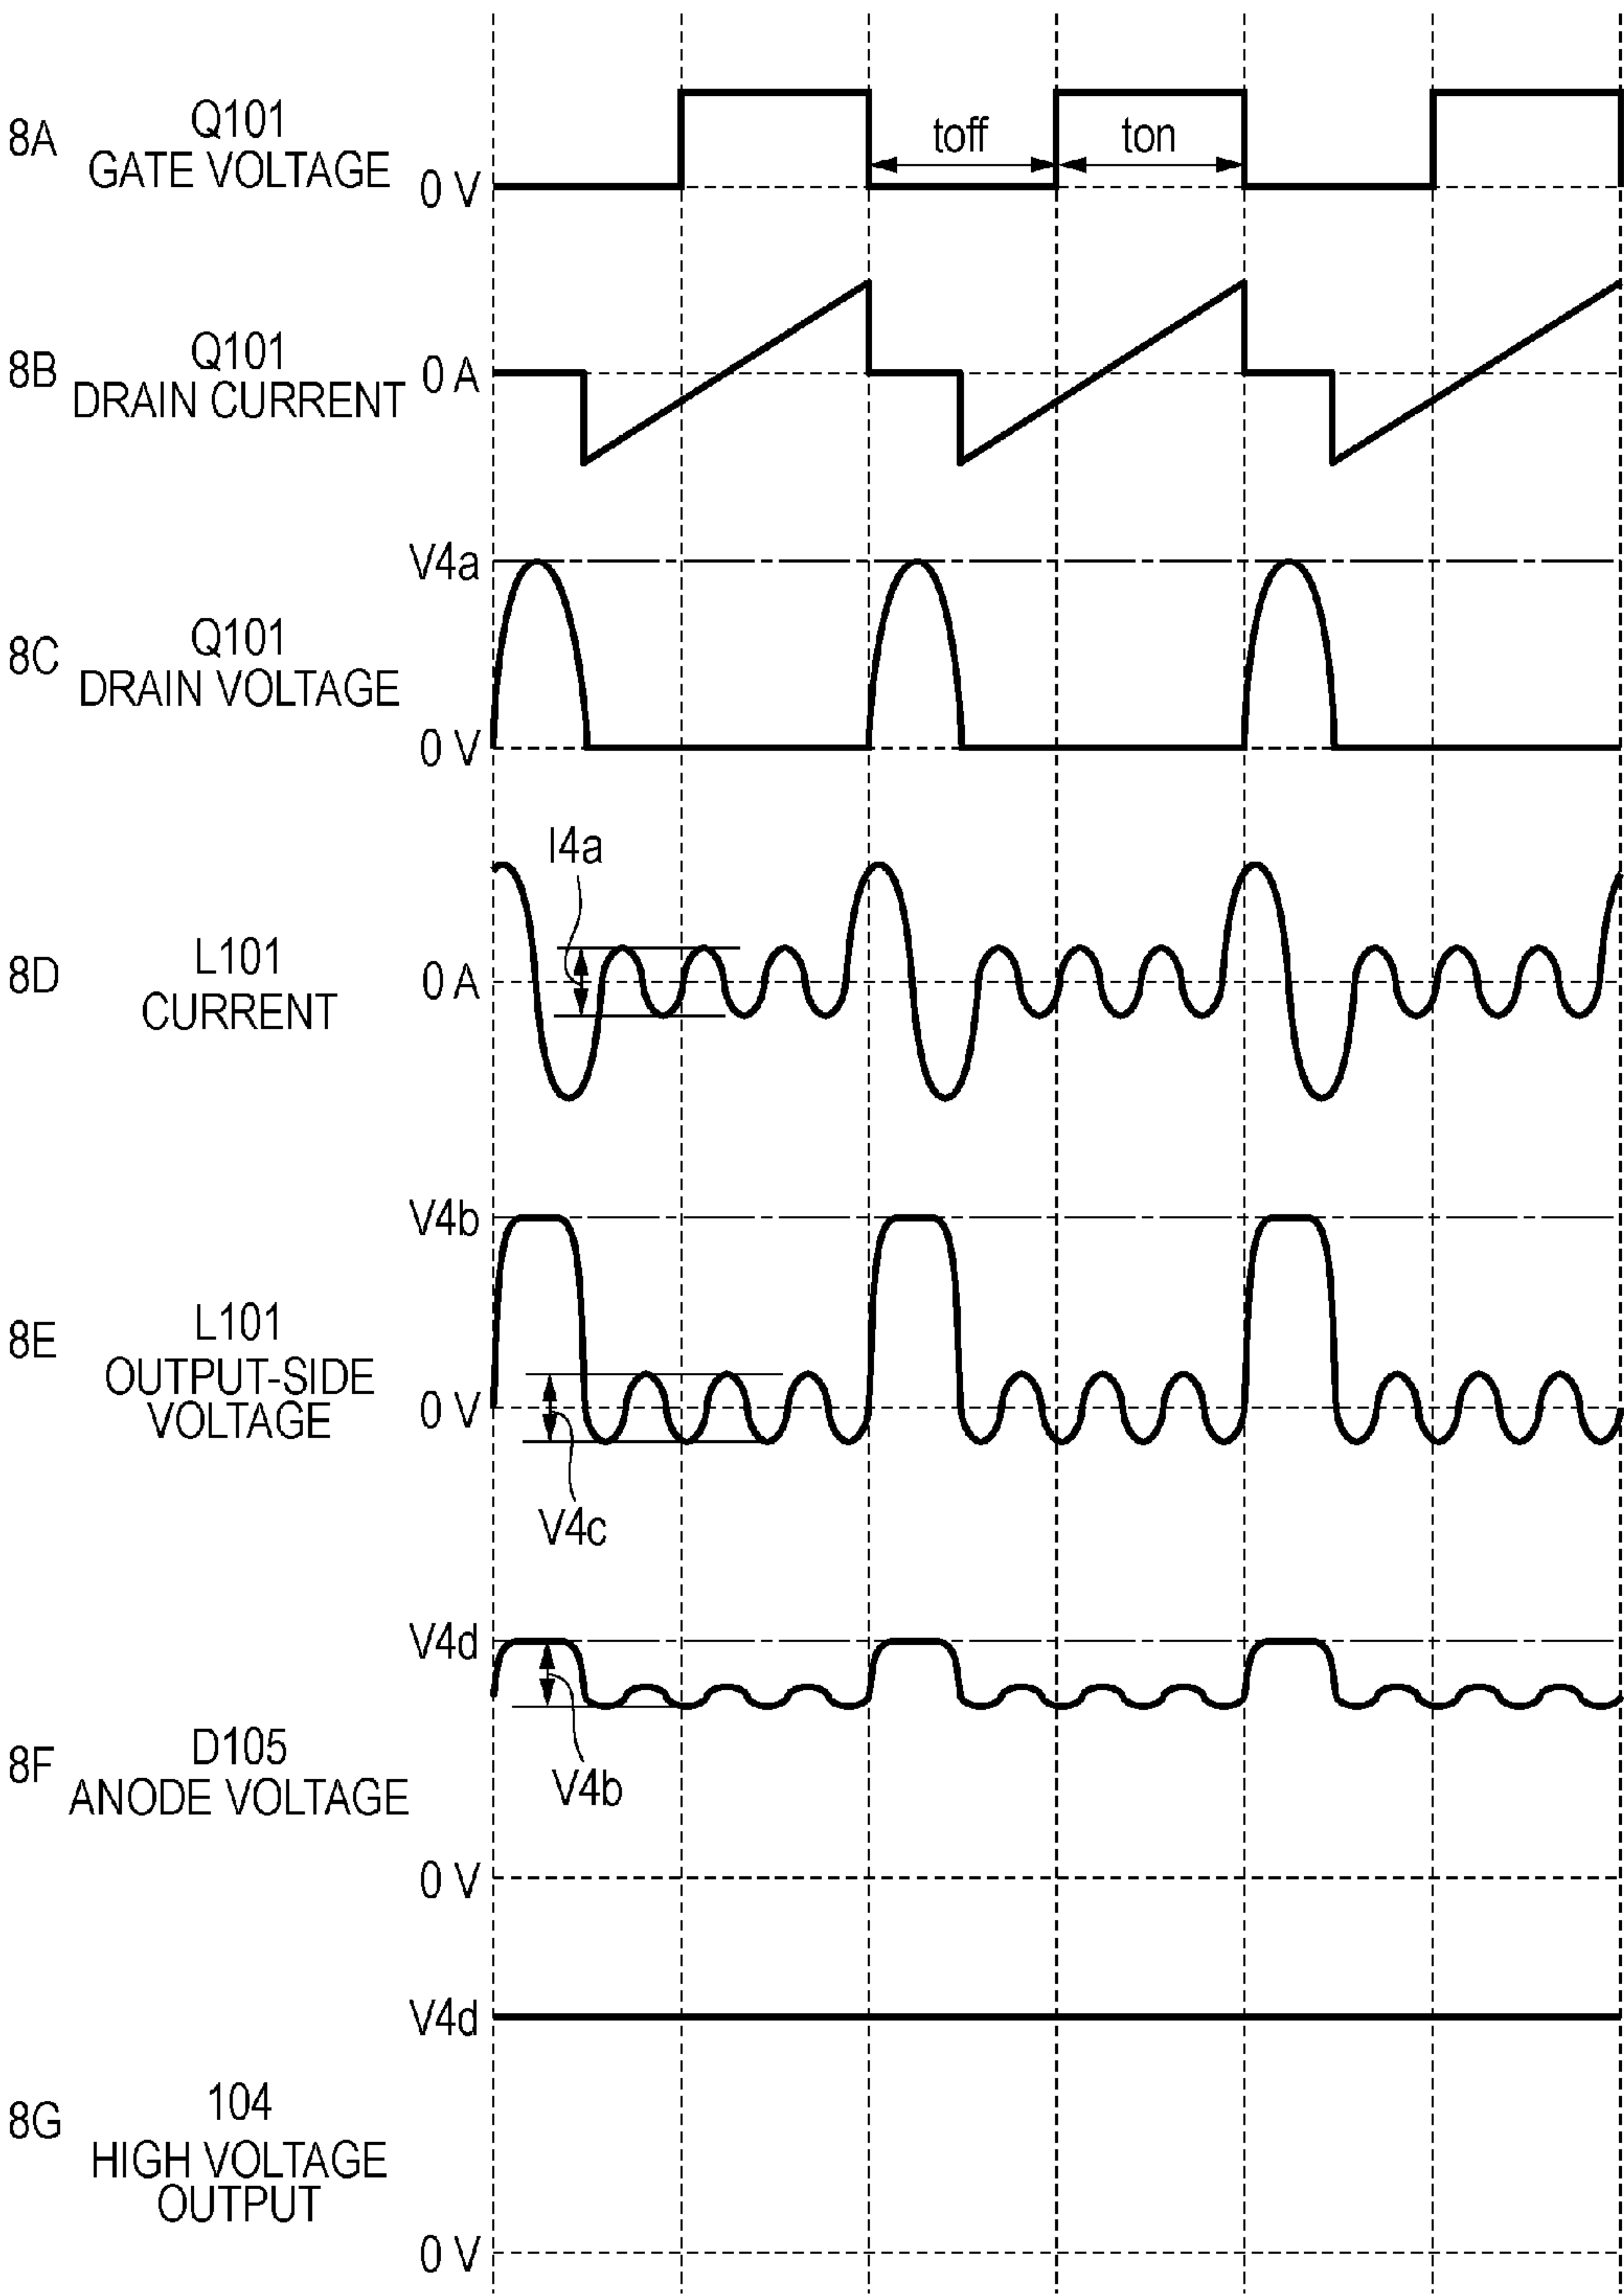 8A
Q101
GATE VOLTAGE
0 V
toff
ton
8B
Q101
DRAIN CURRENT
0 A
V4a
8C
Q101
DRAIN VOLTAGE
0 V
I4a
8D
L101
CURRENT
0 A
V4b
8E
L101
OUTPUT-SIDE
VOLTAGE
0 V
V4c
V4d
8F
D105
ANODE VOLTAGE
V4b
0 V
V4d
8G
104
HIGH VOLTAGE
OUTPUT
0 V